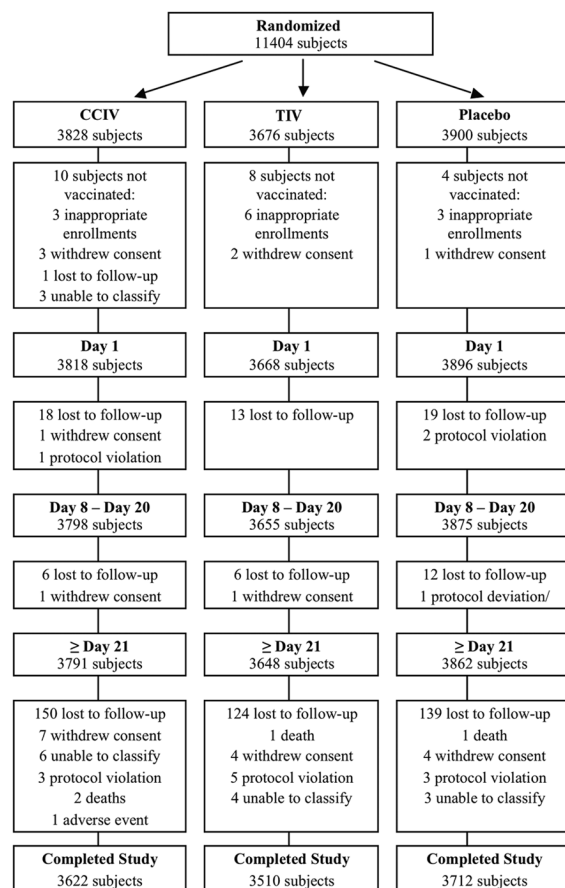 Randomized
11404 subjects
CCIV
3828 subjects
TIV
3676 subjects
Placebo
3900 subjects
10 subjects not
vaccinated:
3 inappropriate
enrollments
3 withdrew consent
1 lost to follow-up
3 unable to classify
8 subjects not
vaccinated:
6 inappropriate
enrollments
2 withdrew consent
4 subjects not
vaccinated:
3 inappropriate
enrollments
1 withdrew consent
Day 1
3818 subjects
Day 1
3668 subjects
Day 1
3896 subjects
18 lost to follow-up
1 withdrew consent
1 protocol violation
13 lost to follow-up
19 lost to follow-up
2 protocol violation
Day 8 – Day 20
3798 subjects
Day 8 – Day 20
3655 subjects
Day 8 – Day 20
3875 subjects
6 lost to follow-up
1 withdrew consent
6 lost to follow-up
1 withdrew consent
12 lost to follow-up
1 protocol deviation/
≥ Day 21
3791 subjects
≥ Day 21
3648 subjects
≥ Day 21
3862 subjects
150 lost to follow-up
7 withdrew consent
6 unable to classify
3 protocol violation
2 deaths
1 adverse event
124 lost to follow-up
1 death
4 withdrew consent
5 protocol violation
4 unable to classify
139 lost to follow-up
1 death
4 withdrew consent
3 protocol violation
3 unable to classify
Completed Study
3622 subjects
Completed Study
3510 subjects
Completed Study
3712 subjects